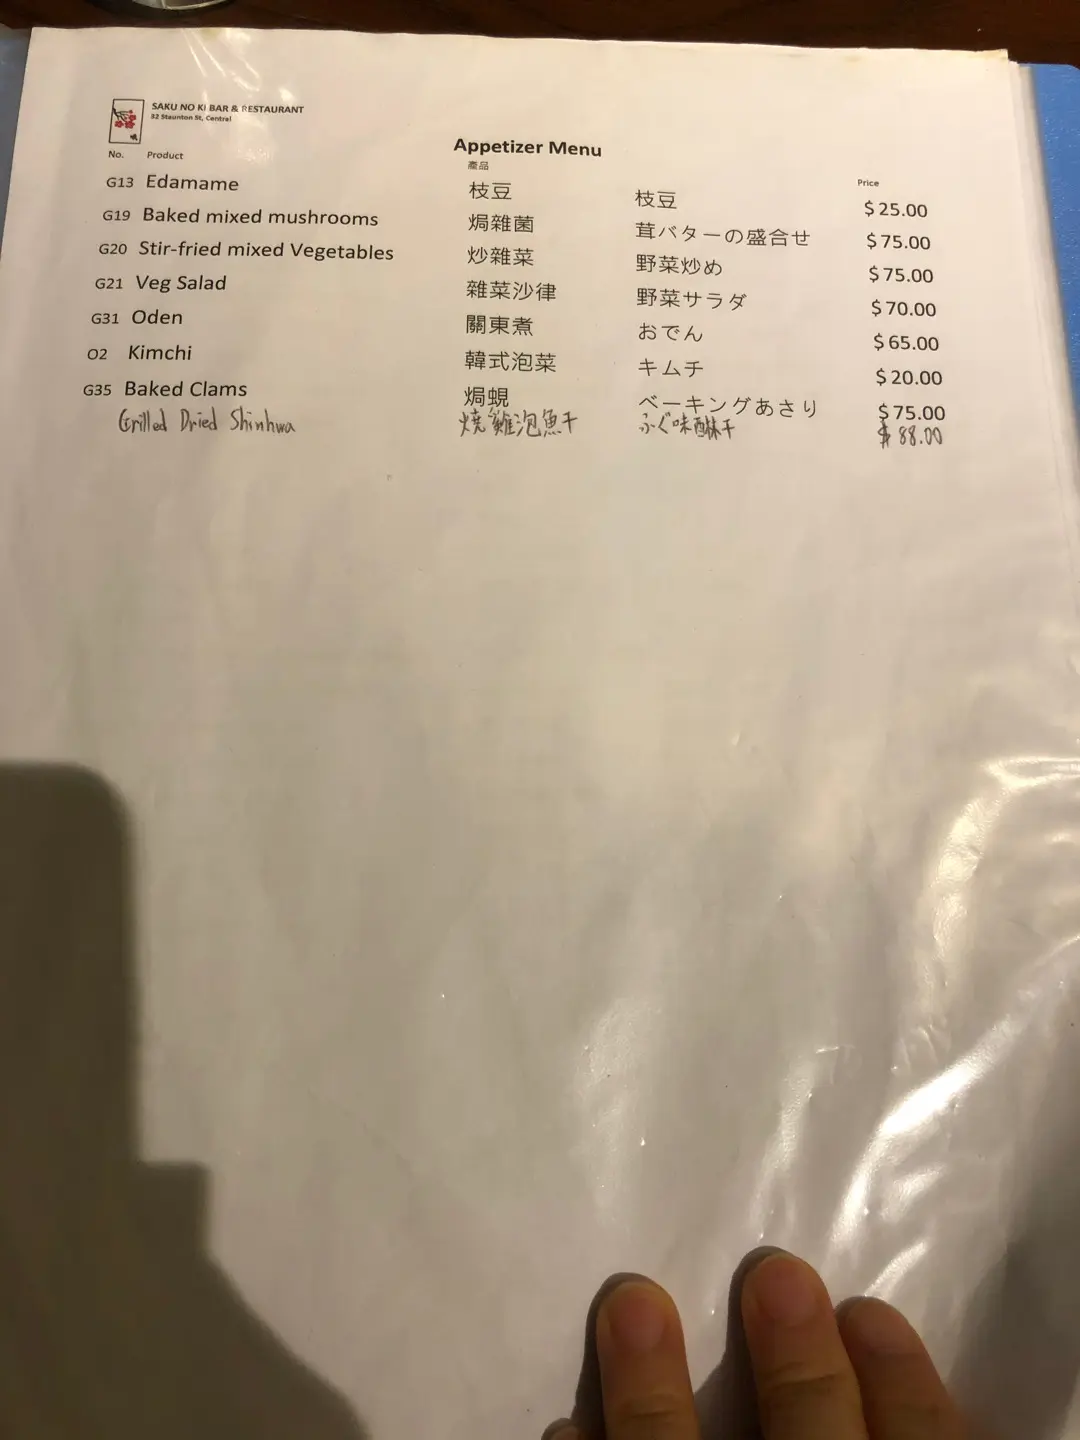 SAKU NO KI BAR & RESTAURANT
32 Staunton St, Central
Appetizer Menu
No. Product 產品 Price
G13 Edamame 枝豆 枝豆 $25.00
G19 Baked mixed mushrooms 焗雜菌 茸バターの盛合せ $75.00
G20 Stir-fried mixed Vegetables 炒雜菜 野菜炒め $75.00
G21 Veg Salad 雜菜沙律 野菜サラダ $70.00
G31 Oden 關東煮 おでん $65.00
O2 Kimchi 韓式泡菜 キムチ $20.00
G35 Baked Clams 焗蜆 ベーキングあさり $75.00
Grilled Dried Shinhwa 燒雞泡魚干 ふぐ味醂干 $88.00